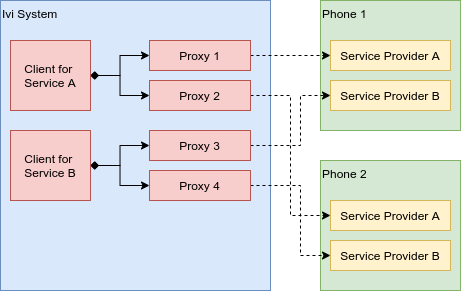 Ivi System
Client for
Service A
Proxy 1
Proxy 2
Client for
Service B
Proxy 3
Proxy 4
Phone 1
Service Provider A
Service Provider B
Phone 2
Service Provider A
Service Provider B